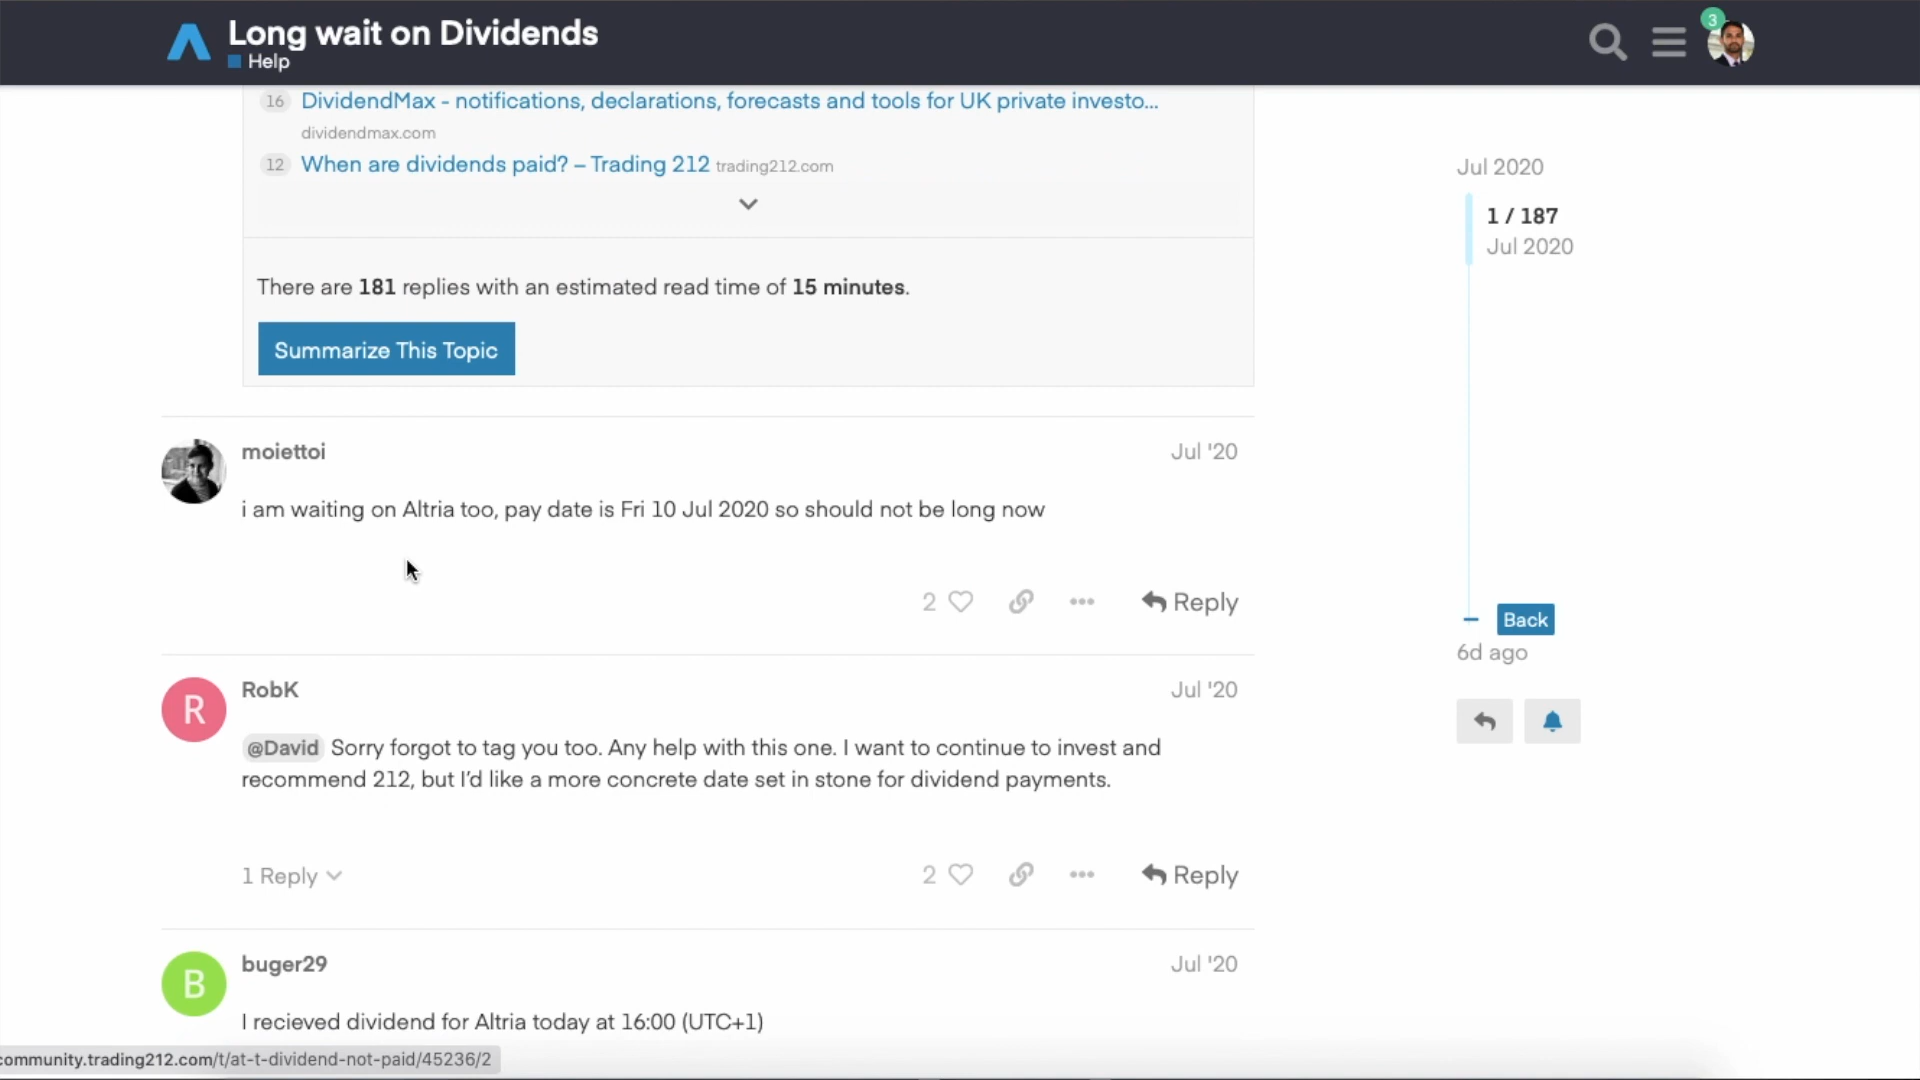 Long wait on Dividends
Help
3
16 DividendMax - notifications, declarations, forecasts and tools for UK private investo...
dividendmax.com
12 When are dividends paid? – Trading 212 trading212.com
There are 181 replies with an estimated read time of 15 minutes.
Summarize This Topic
Jul 2020
1 / 187
Jul 2020
Back
6d ago
moiettoi Jul '20
i am waiting on Altria too, pay date is Fri 10 Jul 2020 so should not be long now
2 Reply
R RobK Jul '20
@David Sorry forgot to tag you too. Any help with this one. I want to continue to invest and
recommend 212, but I'd like a more concrete date set in stone for dividend payments.
1 Reply 2 Reply
B buger29 Jul '20
I recieved dividend for Altria today at 16:00 (UTC+1)
community.trading212.com/t/at-t-dividend-not-paid/45236/2